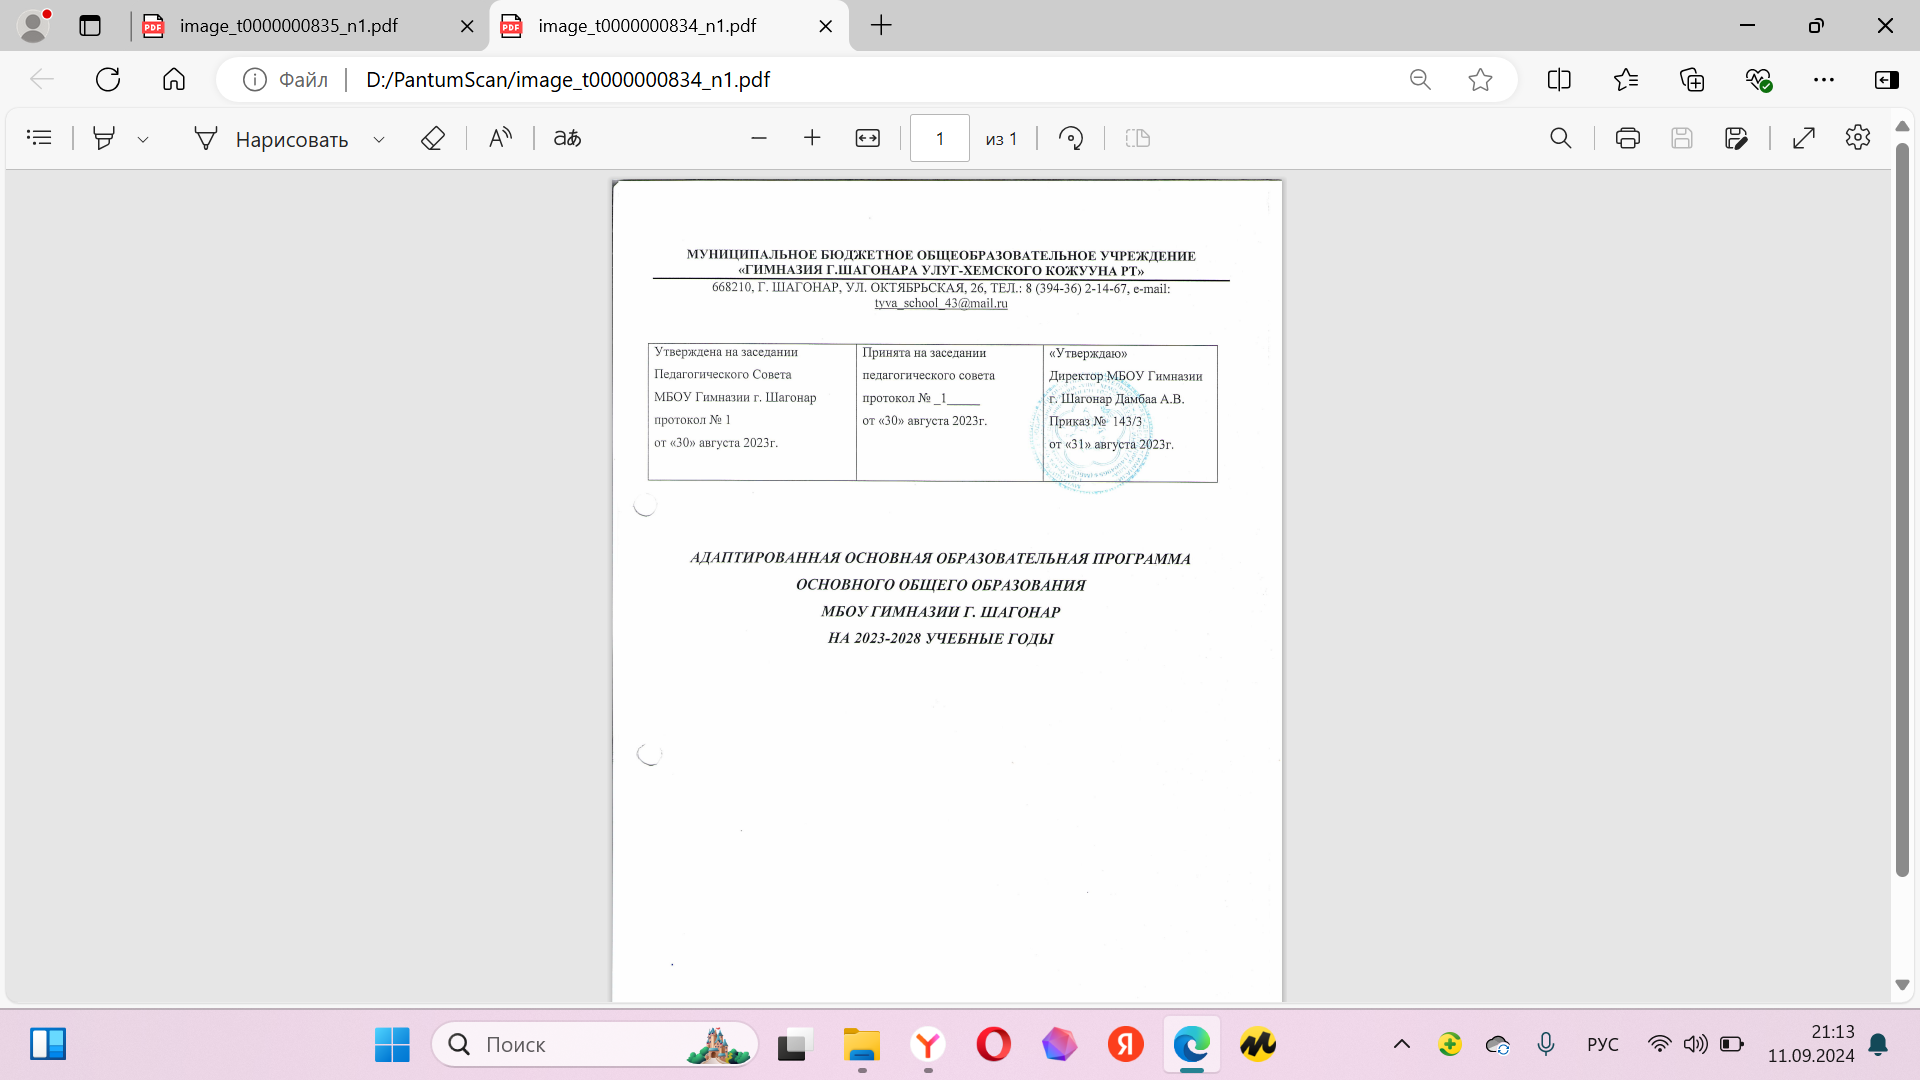 image_t0000000835_n1.pdf
image_t0000000834_n1.pdf
Файл
D:/PantumScan/image_t0000000834_n1.pdf
Нарисовать
1
из 1
МУНИЦИПАЛЬНОЕ БЮДЖЕТНОЕ ОБЩЕОБРАЗОВАТЕЛЬНОЕ УЧРЕЖДЕНИЕ
«ГИМНАЗИЯ Г.ШАГОНАРА УЛУГ-ХЕМСКОГО КОЖУУНА РТ»
668210, Г. ШАГОНАР, УЛ. ОКТЯБРЬСКАЯ, 26, ТЕЛ.: 8 (394-36) 2-14-67, e-mail:
tyva_school_43@mail.ru
Утверждена на заседании
Педагогического Совета
МБОУ Гимназии г. Шагонар
протокол № 1
от «30» августа 2023г.
Принята на заседании
педагогического совета
протокол № _1_____
от «30» августа 2023г.
«Утверждаю»
Директор МБОУ Гимназии
г. Шагонар Дамбаа А.В.
Приказ № 143/3
от «31» августа 2023г.
АДАПТИРОВАННАЯ ОСНОВНАЯ ОБРАЗОВАТЕЛЬНАЯ ПРОГРАММА
ОСНОВНОГО ОБЩЕГО ОБРАЗОВАНИЯ
МБОУ ГИМНАЗИИ Г. ШАГОНАР
НА 2023-2028 УЧЕБНЫЕ ГОДЫ
Поиск
РУС
21:13
11.09.2024